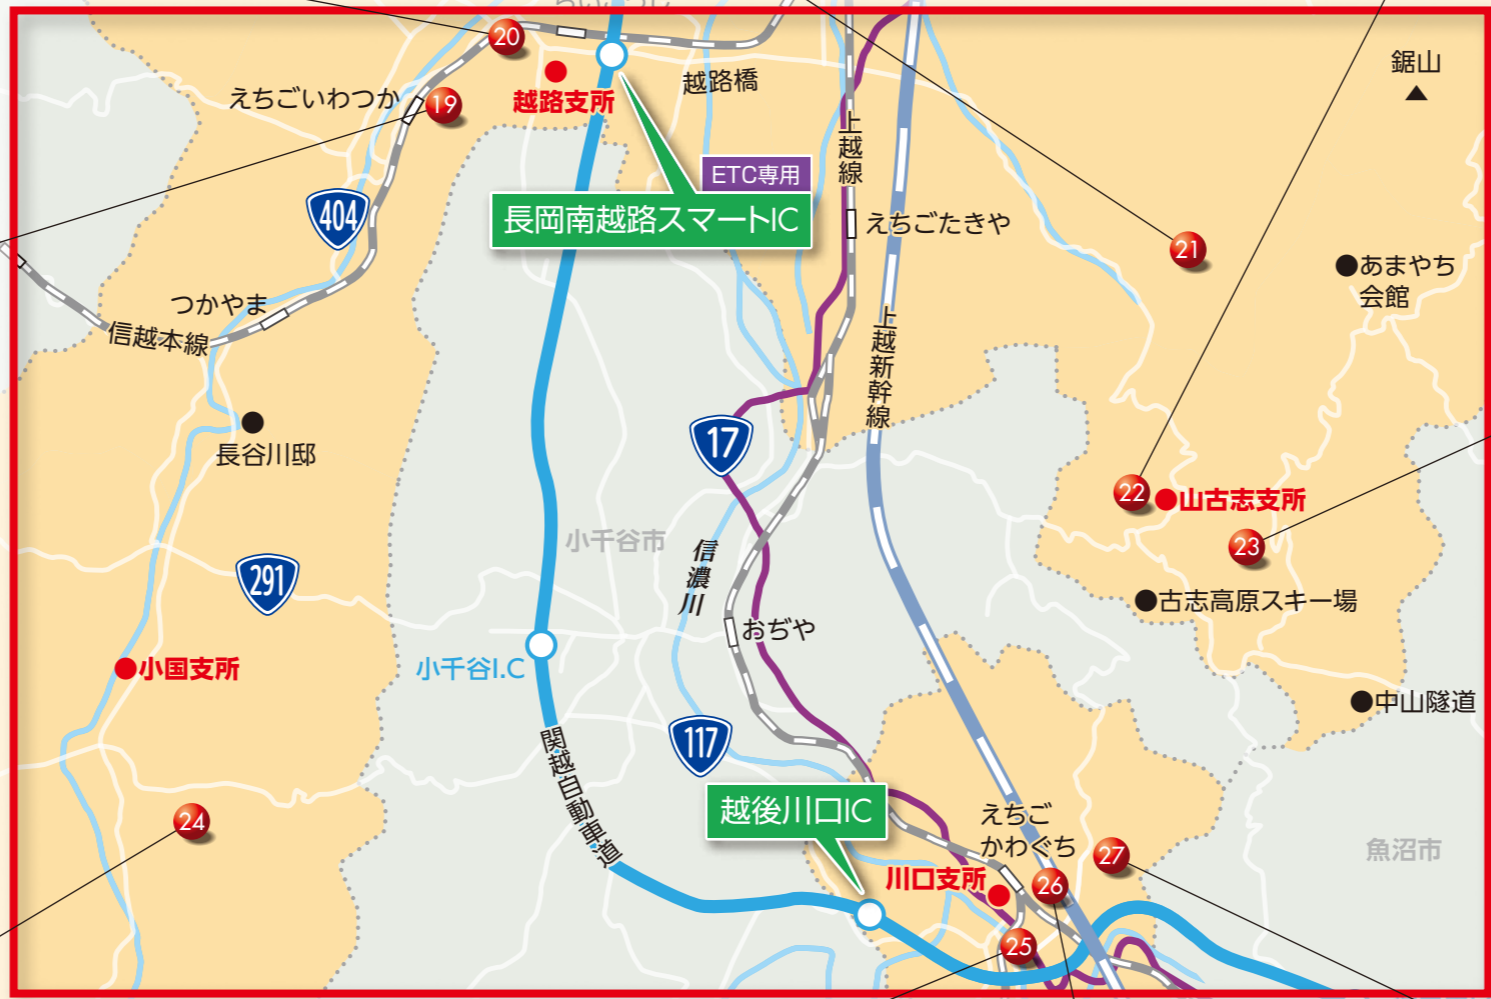 20
越路支所
越路橋
鋸山
えちごいわつか
19
上越線
ETC専用
長岡南越路スマートIC
404
えちごたきや
21
あまやち
会館
つかやま
信越本線
上越新幹線
長谷川邸
17
22
山古志支所
23
小千谷市
信濃川
291
古志高原スキー場
おぢや
小国支所
小千谷I.C
中山隧道
117
関越自動車道
越後川口IC
えちご
かわぐち
24
27
魚沼市
川口支所
26
25